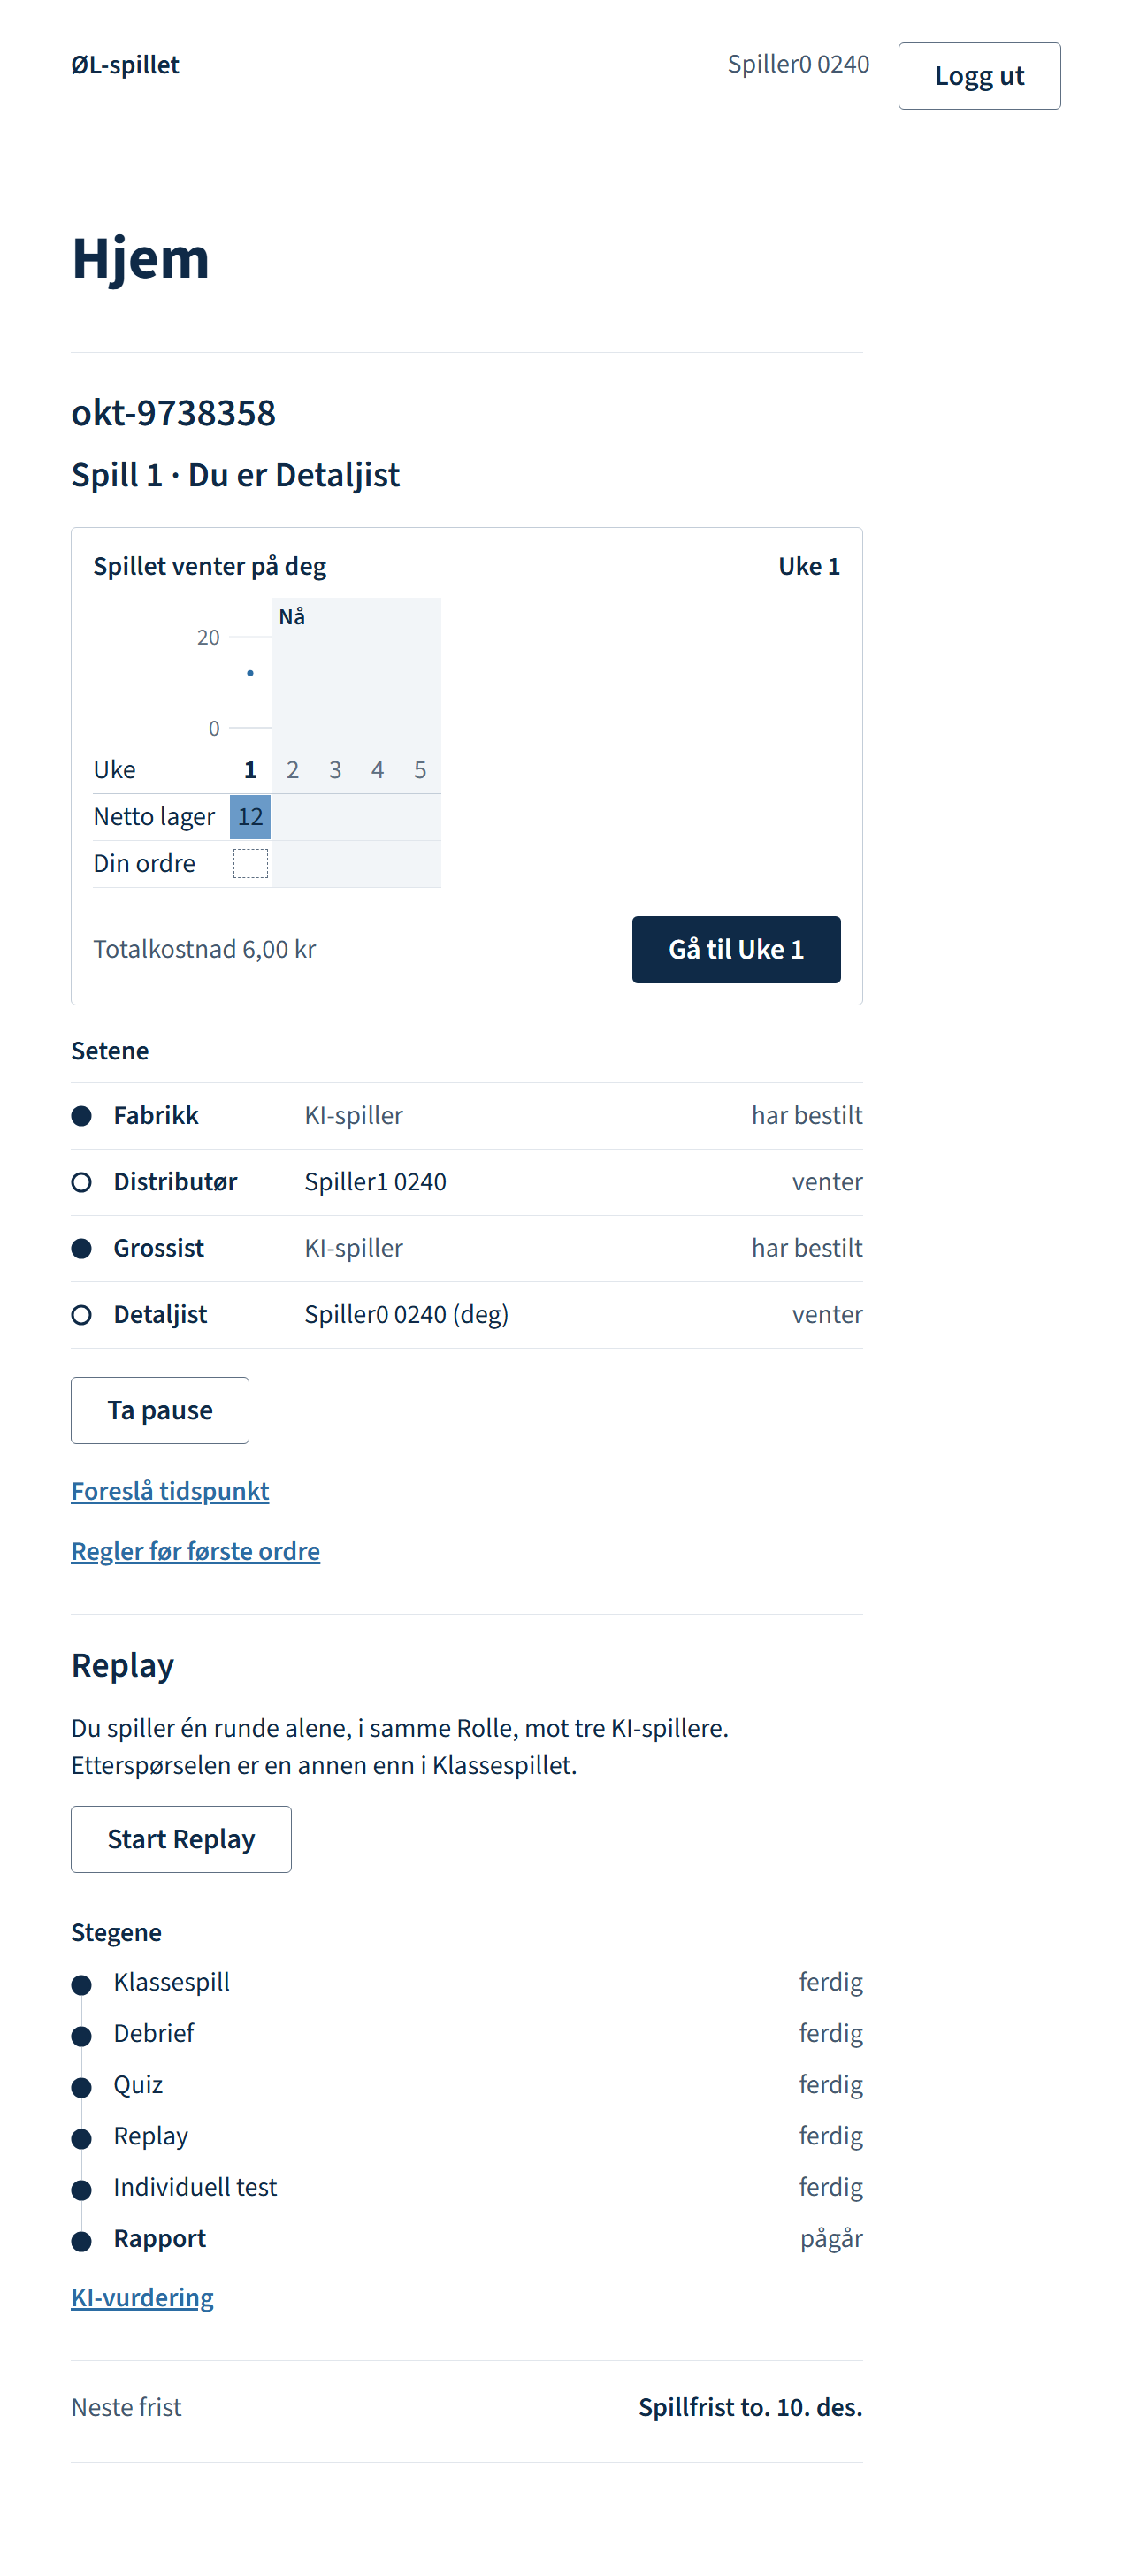 ØL-spillet
Spiller0 0240
Logg ut
Hjem
okt-9738358
Spill 1 · Du er Detaljist
Spillet venter på deg
Uke 1
Nå
20
0
Uke 1 2 3 4 5
Netto lager 12
Din ordre
Totalkostnad 6,00 kr
Gå til Uke 1
Setene
Fabrikk KI-spiller har bestilt
Distributør Spiller1 0240 venter
Grossist KI-spiller har bestilt
Detaljist Spiller0 0240 (deg) venter
Ta pause
Foreslå tidspunkt
Regler før første ordre
Replay
Du spiller én runde alene, i samme Rolle, mot tre KI-spillere.
Etterspørselen er en annen enn i Klassespillet.
Start Replay
Stegene
Klassespill ferdig
Debrief ferdig
Quiz ferdig
Replay ferdig
Individuell test ferdig
Rapport pågår
KI-vurdering
Neste frist Spillfrist to. 10. des.